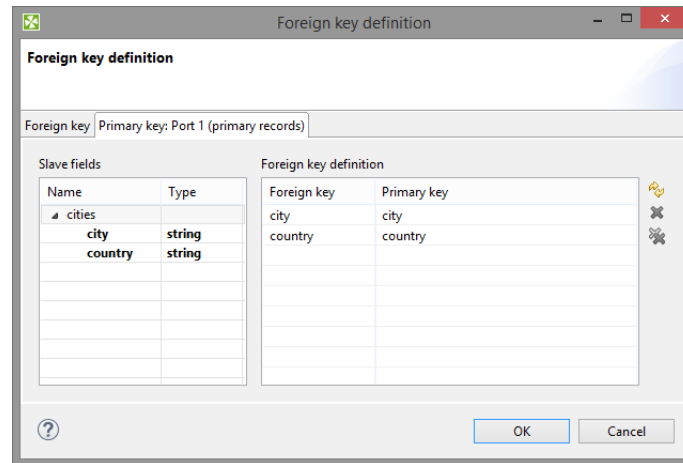 Foreign key definition
Foreign key definition
Foreign key Primary key: Port 1 (primary records)
Slave fields Foreign key definition
Name Type Foreign key Primary key
cities city city
city string country country
country string
? OK Cancel